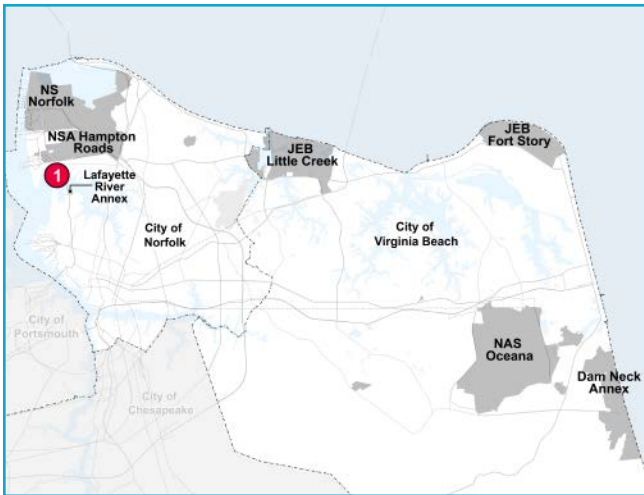 NS
Norfolk
NSA Hampton
Roads
1
Lafayette
River
Annex
City of
Norfolk
JEB
Little Creek
JEB
Fort Story
City of
Virginia Beach
City of
Portsmouth
City of
Chesapeake
NAS
Oceana
Dam Neck
Annex